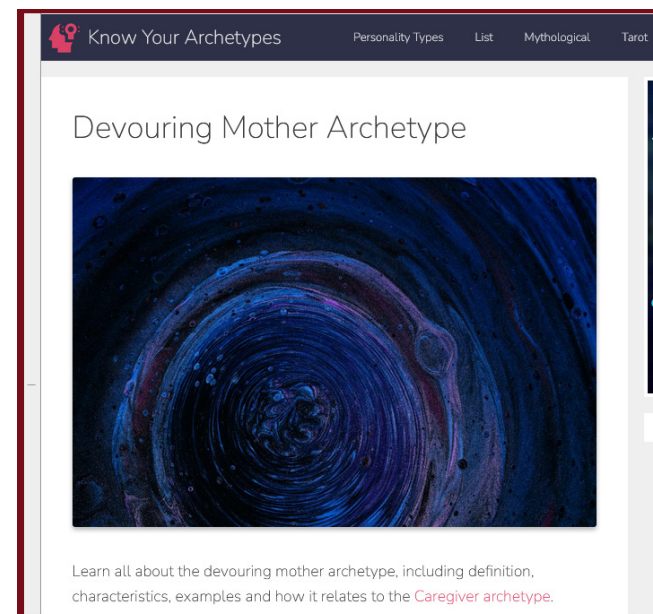 Know Your Archetypes Personality Types List Mythological Tarot
Devouring Mother Archetype
Learn all about the devouring mother archetype, including definition,
characteristics, examples and how it relates to the Caregiver archetype.